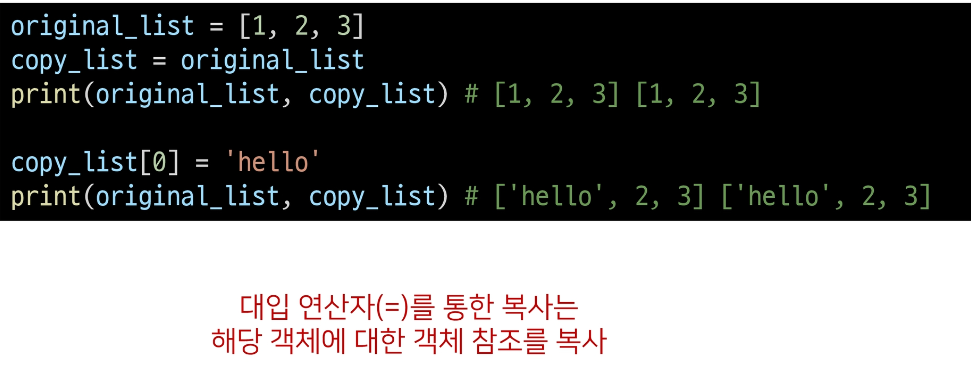 original_list = [1, 2, 3]
copy_list = original_list
print(original_list, copy_list) # [1, 2, 3] [1, 2, 3]
copy_list[0] = 'hello'
print(original_list, copy_list) # ['hello', 2, 3] ['hello', 2, 3]
대입 연산자(=)를 통한 복사는
해당 객체에 대한 객체 참조를 복사